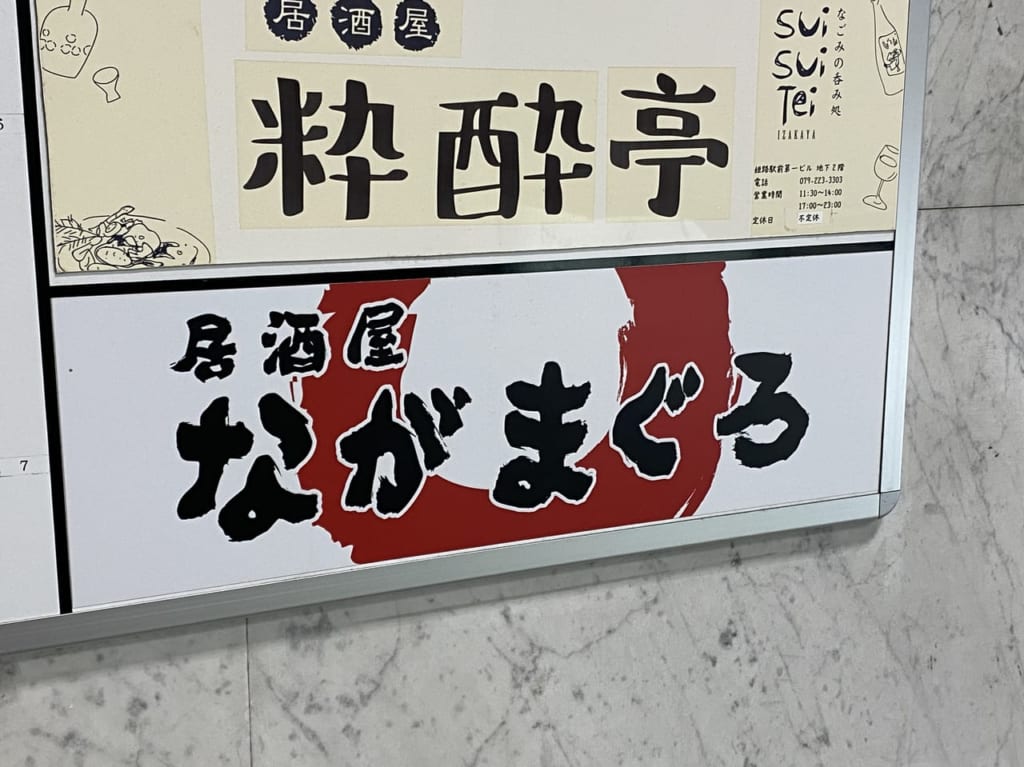 居酒屋
粋酔亭
sui
sui
Tei
IZAKAYA
なごみの呑み処
姫路駅前第一ビル 地下2階
電話 079-223-3303
営業時間 11:30〜14:00
17:00〜23:00
定休日 不定休
居酒屋
ながまぐろ
7